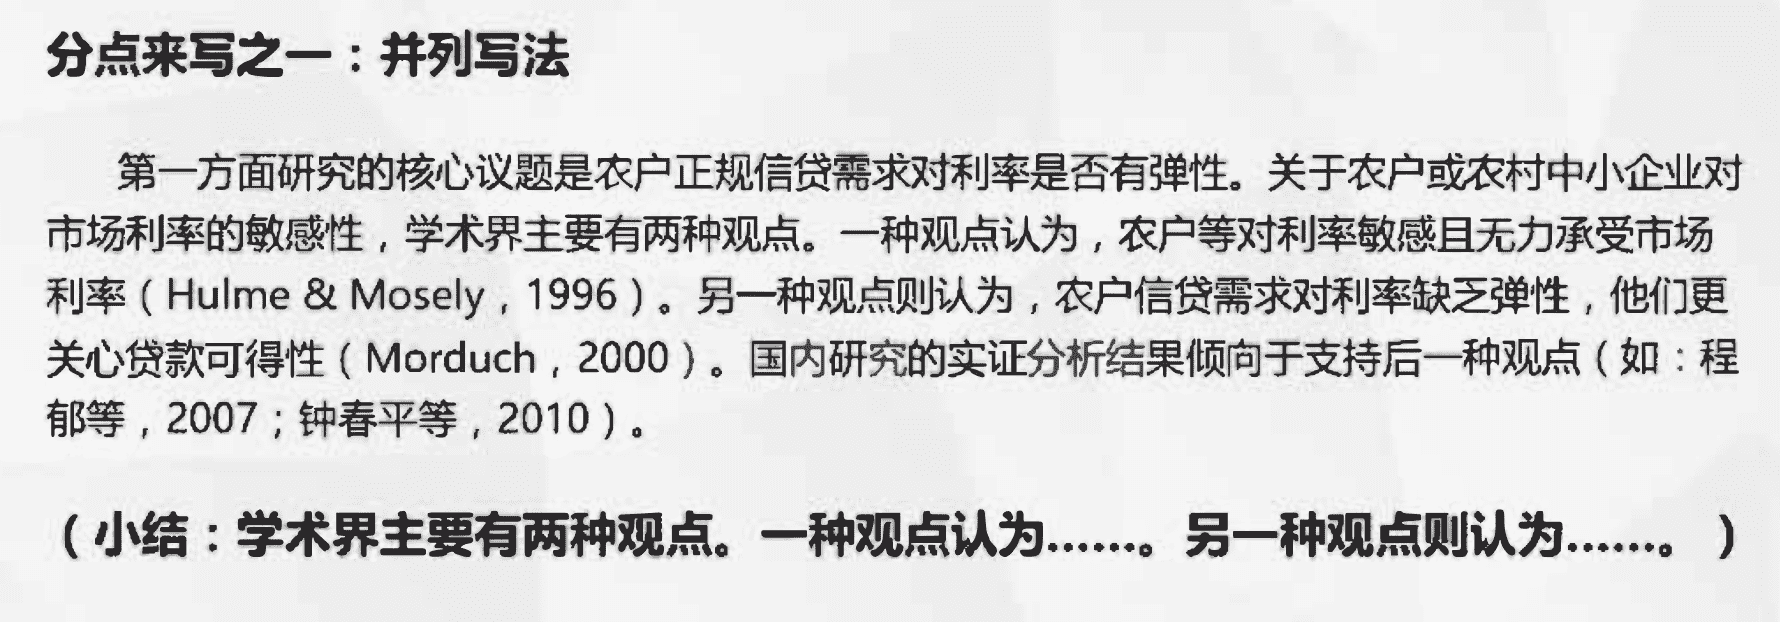 分点来写之一：并列写法
第一方面研究的核心议题是农户正规信贷需求对利率是否有弹性。关于农户或农村中小企业对
市场利率的敏感性，学术界主要有两种观点。一种观点认为，农户等对利率敏感且无力承受市场
利率（Hulme & Mosely，1996）。另一种观点则认为，农户信贷需求对利率缺乏弹性，他们更
关心贷款可得性（Morduch，2000）。国内研究的实证分析结果倾向于支持后一种观点（如：程
郁等，2007；钟春平等，2010）。
（小结：学术界主要有两种观点。一种观点认为......。另一种观点则认为......。）